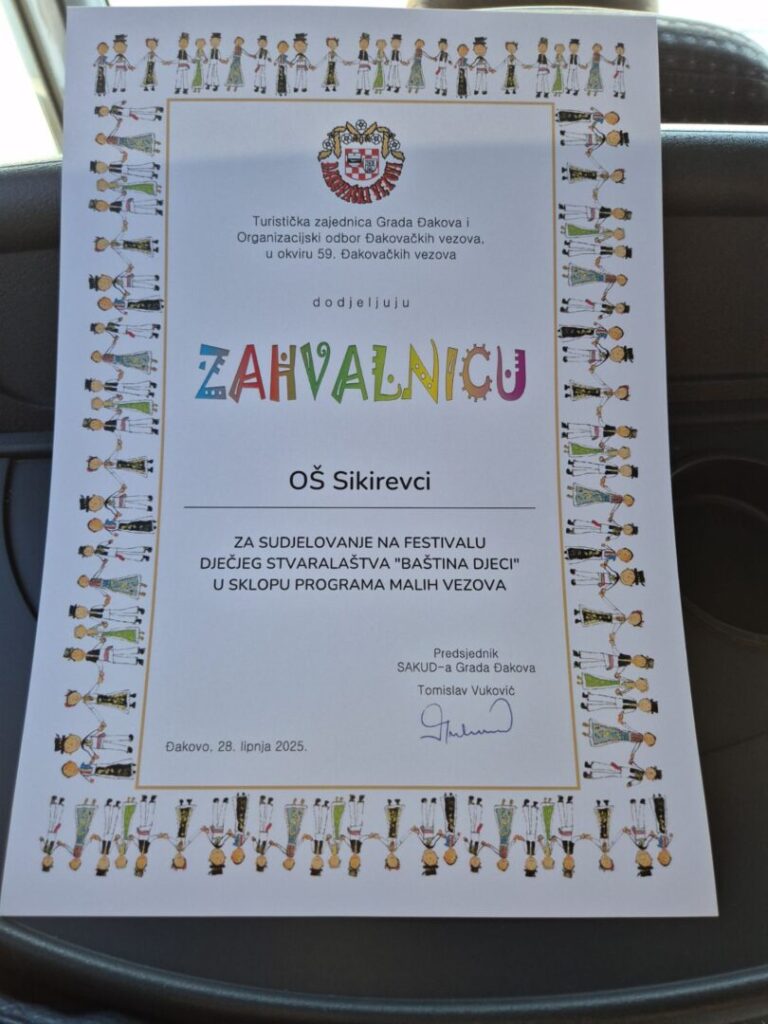 ĐAKOVAČKI VEZOVI
Turistička zajednica Grada Đakova i
Organizacijski odbor Đakovačkih vezova,
u okviru 59. Đakovačkih vezova
dodjeljuju
ZAHVALNICU
OŠ Sikirevci
ZA SUDJELOVANJE NA FESTIVALU
DJEČJEG STVARALAŠTVA "BAŠTINA DJECI"
U SKLOPU PROGRAMA MALIH VEZOVA
Predsjednik
SAKUD-a Grada Đakova
Tomislav Vuković
Đakovo, 28. lipnja 2025.